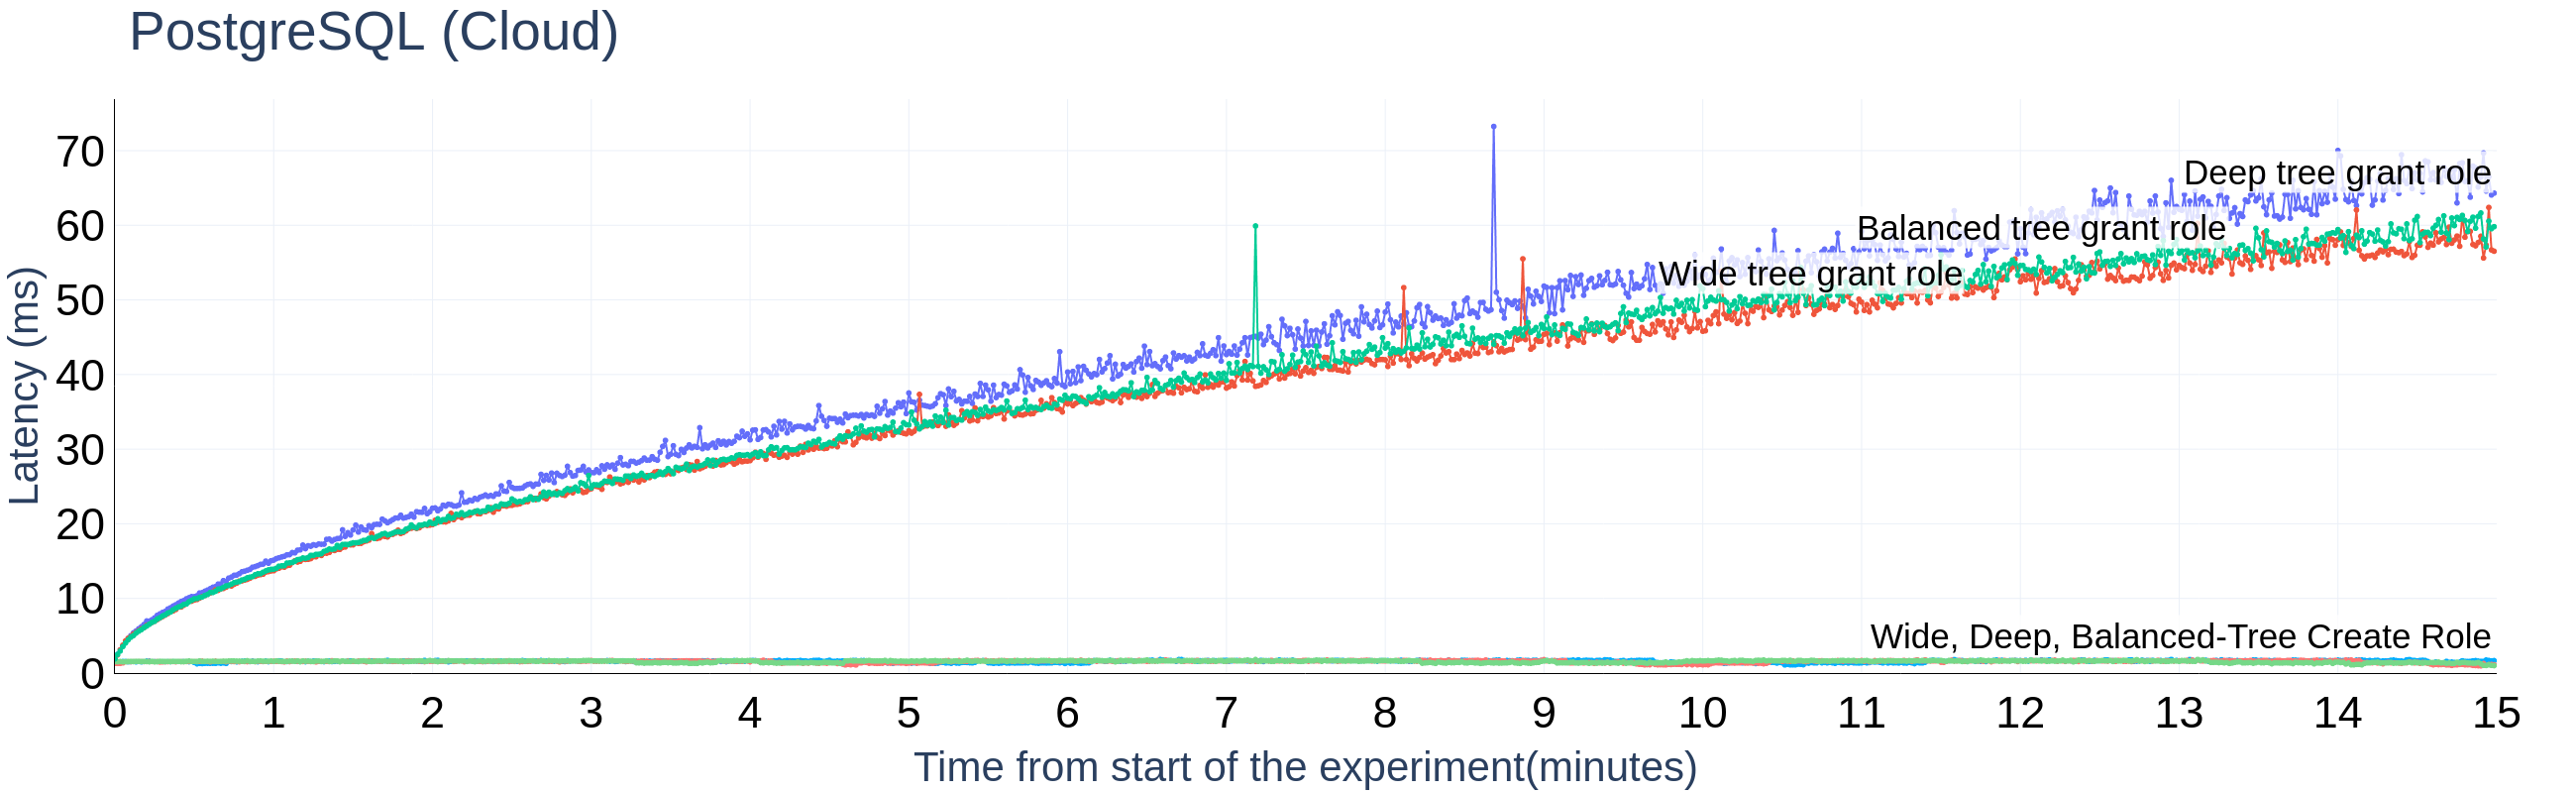 PostgreSQL (Cloud)
Latency (ms)
70
60
50
40
30
20
10
0
Deep tree grant role
Balanced tree grant role
Wide tree grant role
Wide, Deep, Balanced-Tree Create Role
0 1 2 3 4 5 6 7 8 9 10 11 12 13 14 15
Time from start of the experiment(minutes)